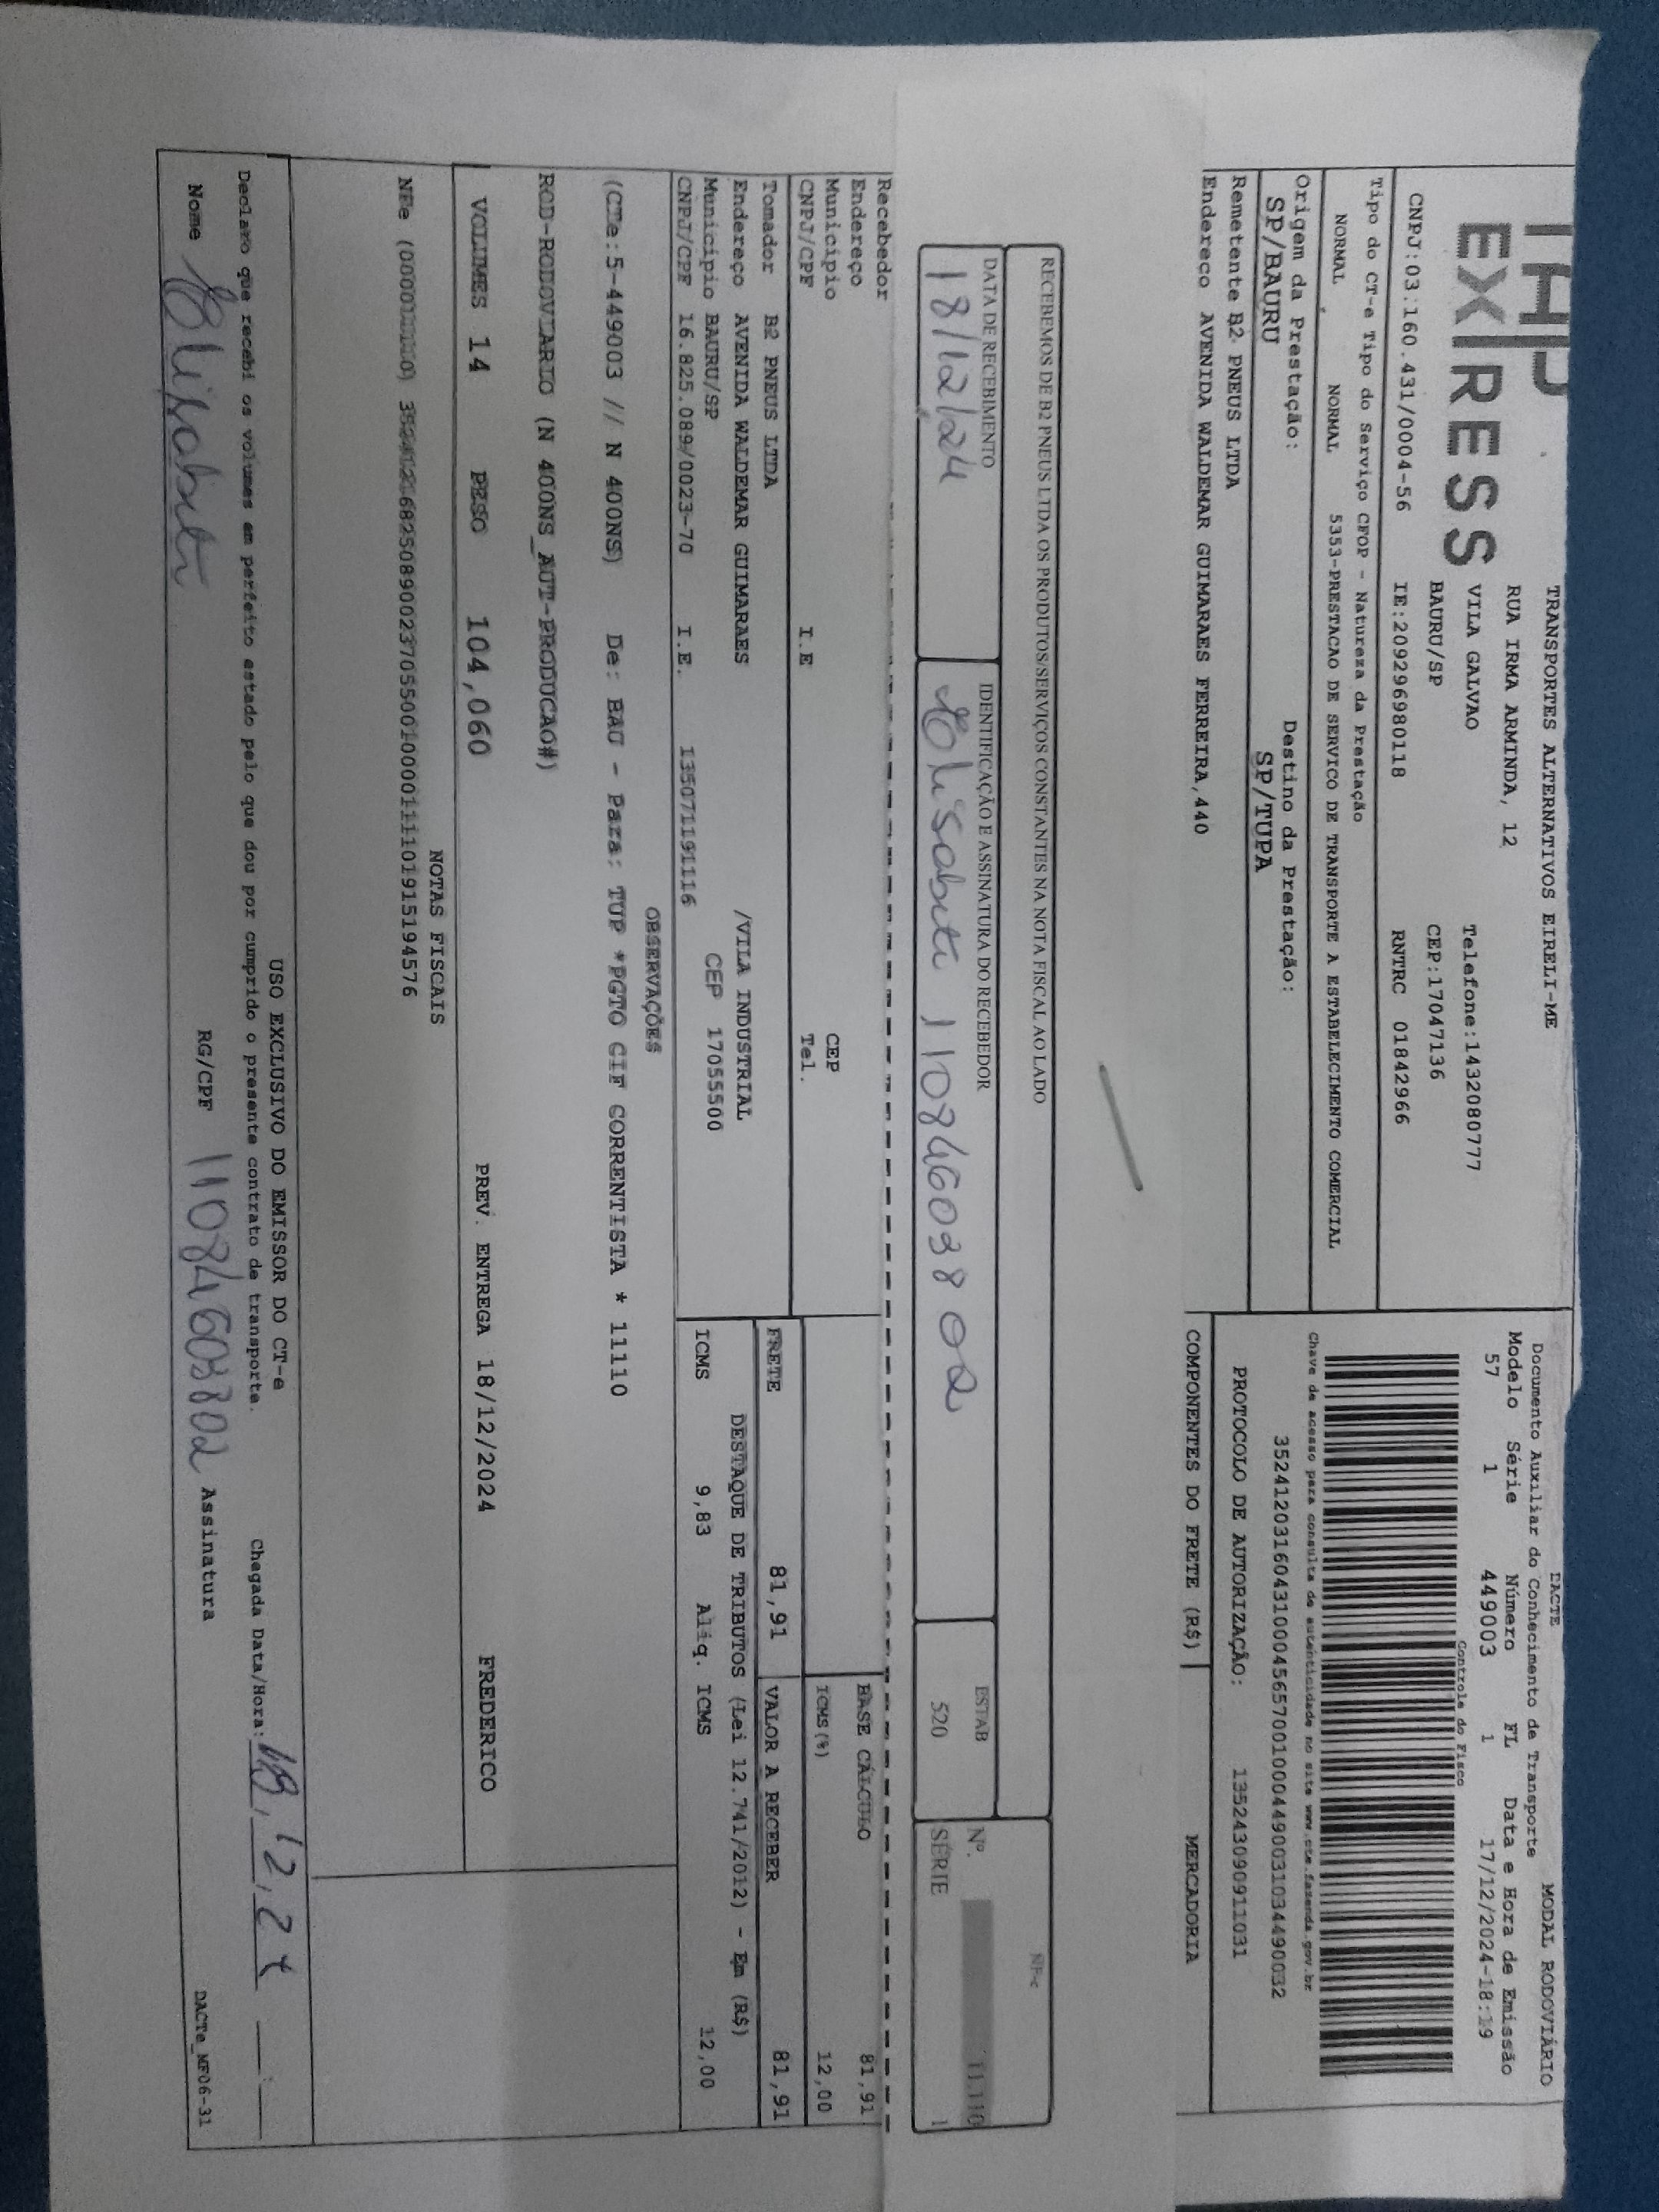 THP
EXPRESS
TRANSPORTES ALTERNATIVOS EIRELI-ME
RUA IRMA ARMINDA, 12
VILA GALVAO Telefone:1432080777
BAURU/SP CEP:17047136
CNPJ:03.160.431/0004-56 IE:209296980118 RNTRC 01842966
Tipo do CT-e Tipo do Serviço CFOP - Natureza da Prestação
NORMAL NORMAL 5353-PRESTACAO DE SERVICO DE TRANSPORTE A ESTABELECIMENTO COMERCIAL
Origem da Prestação: Destino da Prestação:
SP/BAURU SP/TUPA
Remetente B2 PNEUS LTDA
Endereco AVENIDA WALDEMAR GUIMARAES FERREIRA,440
DACTE MODAL RODOVIÁRIO
Documento Auxiliar do Conhecimento de Transporte
Modelo Série Número FL Data e Hora de Emissão
57 1 449003 1 17/12/2024-18:19
Controle do Fisco
Chave de acesso para consulta de autenticidade no site www.cte.fazenda.gov.br
35241203160431000456570010004490031034490032
PROTOCOLO DE AUTORIZAÇÃO: 135243090911031
COMPONENTES DO FRETE (R$) MERCADORIA
RECEBEMOS DE B2 PNEUS LTDA OS PRODUTOS/SERVIÇOS CONSTANTES NA NOTA FISCAL AO LADO
NF-e
DATA DE RECEBIMENTO IDENTIFICAÇÃO E ASSINATURA DO RECEBEDOR ESTAB Nº. 11.110
18/12/24 Elisabeti 11084603802 520 SÉRIE 1
Recebedor
Endereço
Município CEP
CNPJ/CPF I.E Tel.
BASE CÁLCULO 81,91
ICMS(%) 12,00
Tomador B2 PNEUS LTDA
Endereço AVENIDA WALDEMAR GUIMARAES /VILA INDUSTRIAL
Município BAURU/SP CEP 17055500
CNPJ/CPF 16.825.089/0023-70 I.E. 135071191116
FRETE 81,91 VALOR A RECEBER 81,91
DESTAQUE DE TRIBUTOS (Lei 12.741/2012) - Em (R$)
ICMS 9,83 Aliq. ICMS 12,00
OBSERVAÇÕES
(CTe:5-449003 // N 400NS) De: BAU - Para: TUP *PGTO CIF CORRENTISTA * 11110
ROD-RODOVIARIO (N 400NS_AUT-PRODUCAO#)
VOLUMES 14 PESO 104,060 PREV. ENTREGA 18/12/2024 FREDERICO
NOTAS FISCAIS
NFe
USO EXCLUSIVO DO EMISSOR DO CT-e
Declaro que recebi os volumes em perfeito estado pelo que dou por cumprido o presente contrato de transporte. Chegada Data/Hora: 18,12,24 __:__
Nome Elisabeti RG/CPF 11084603802 Assinatura DACTe_MF06-31